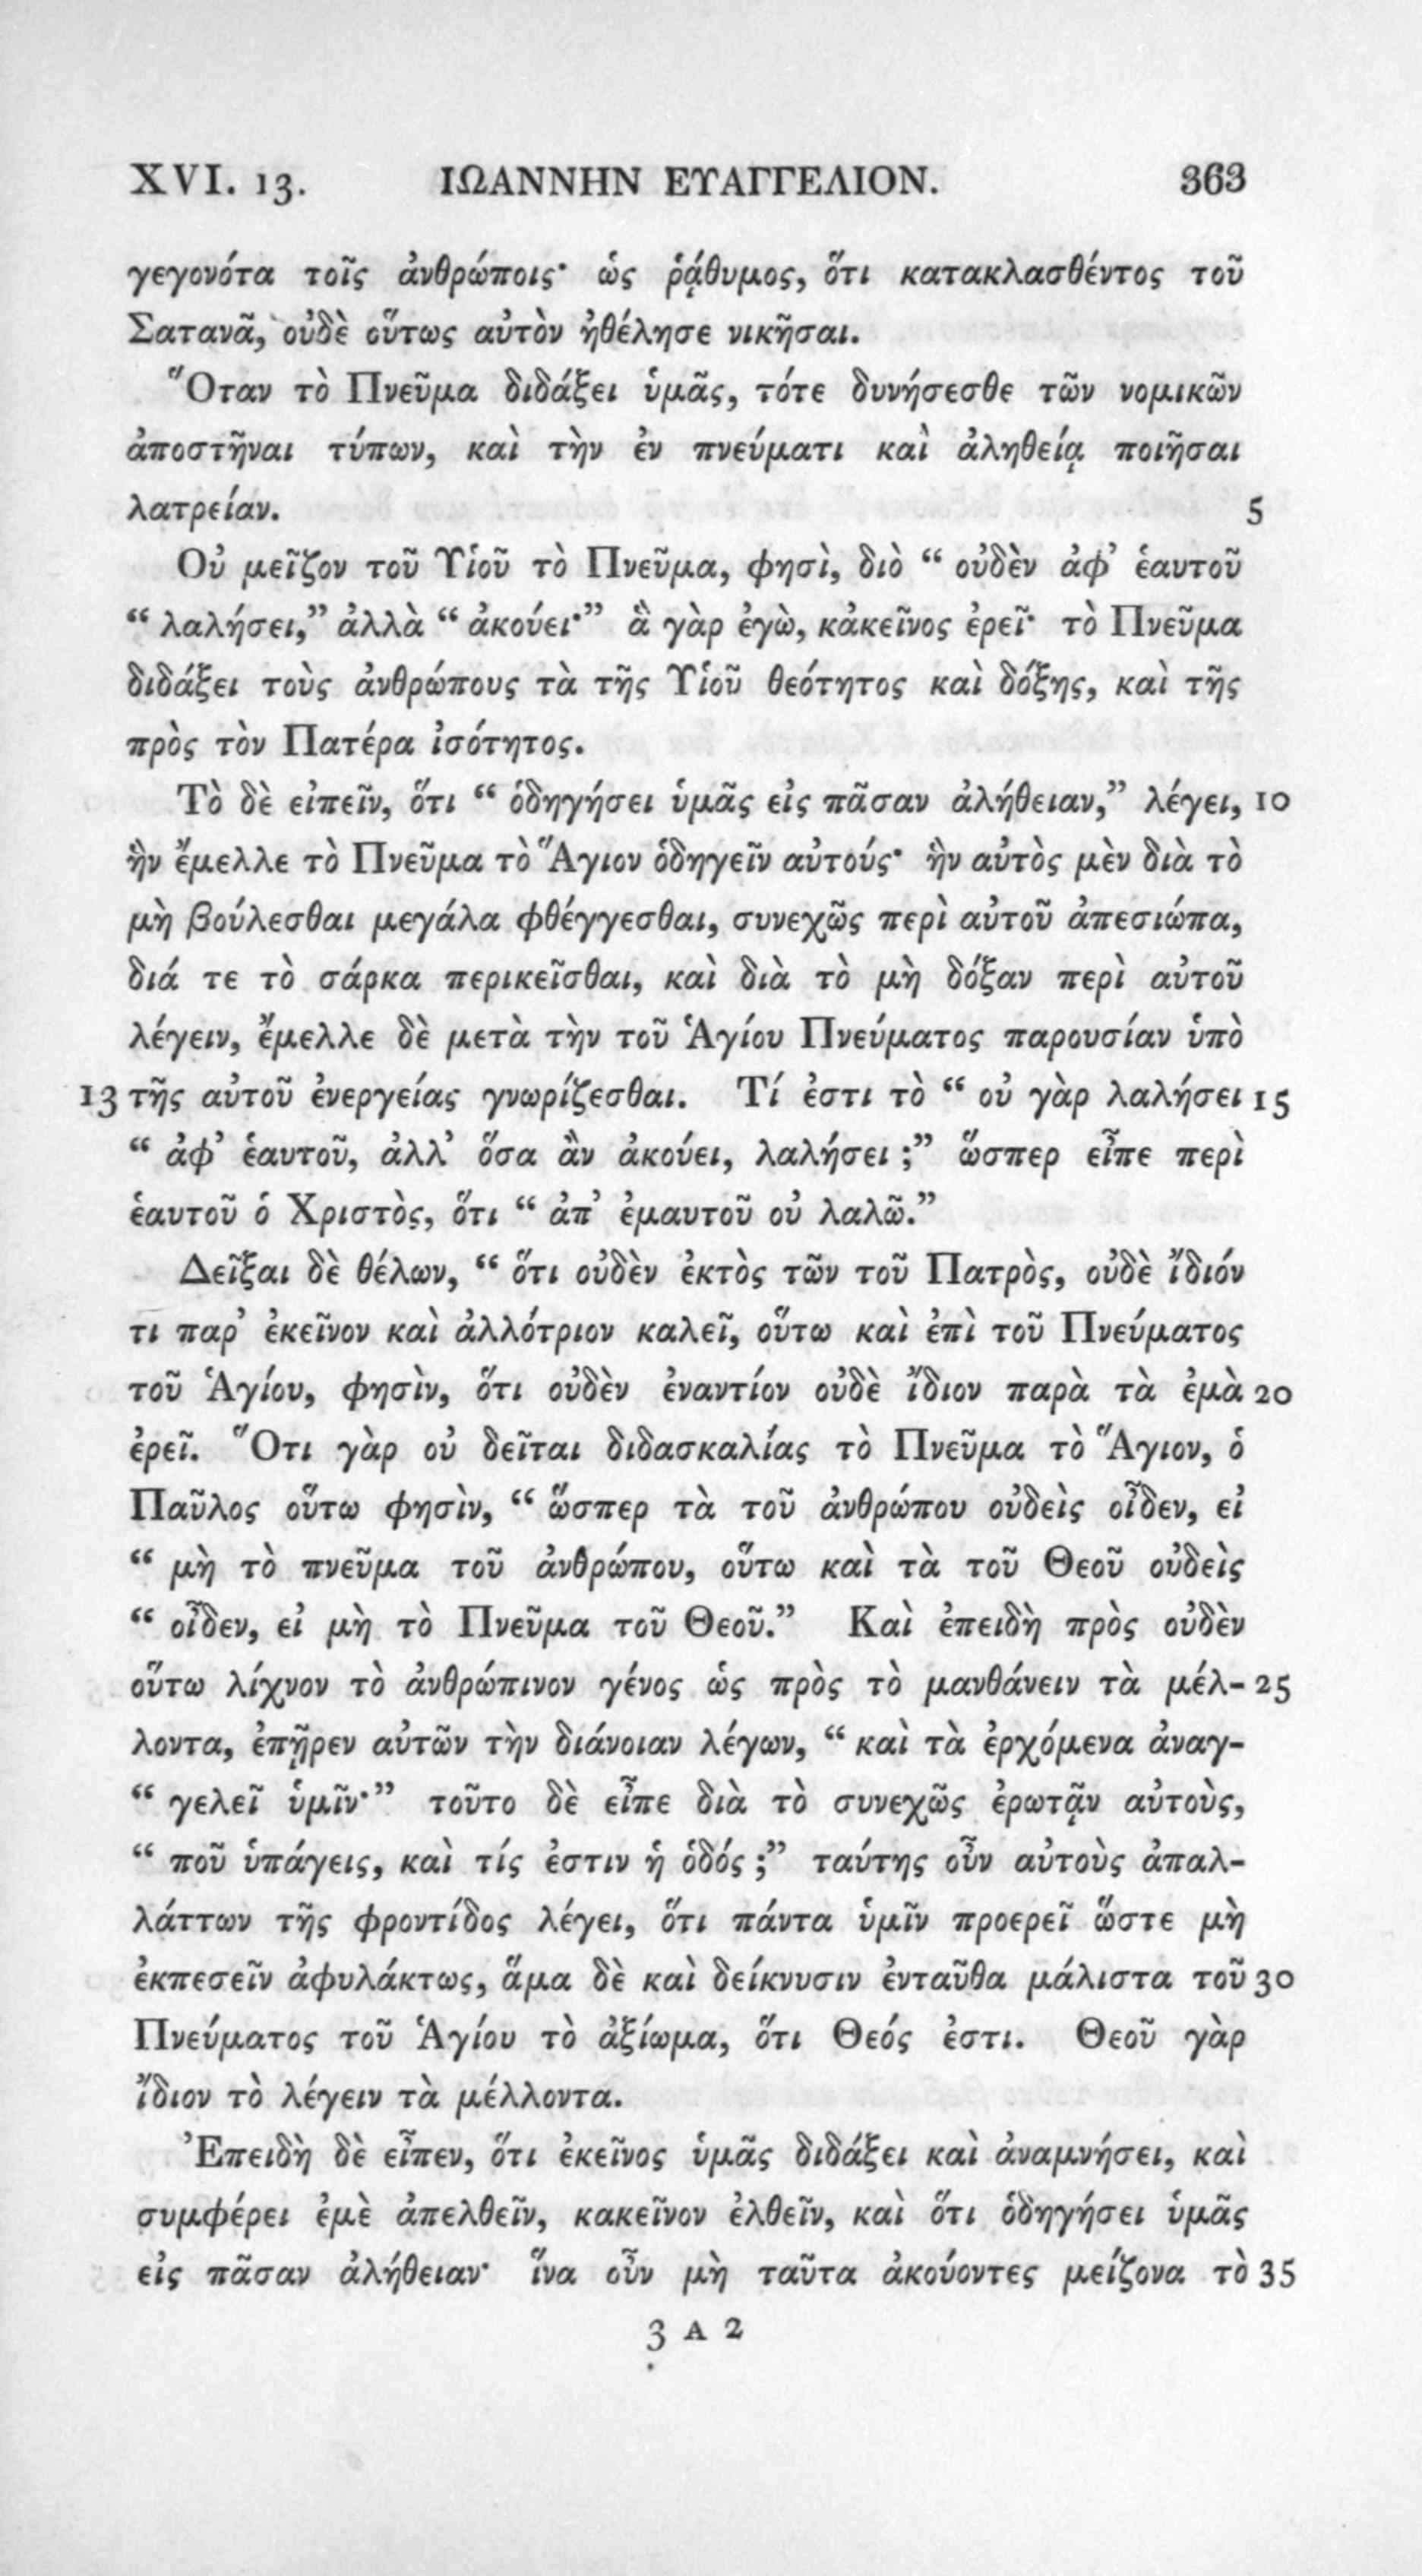 XVI. 13. ΙΩΑΝΝΗΝ ΕΥΑΓΓΕΛΙΟΝ. 363
γεγονότα τοῖς ἀνθρώποις· ὡς ῥᾴθυμος, ὅτι κατακλασθέντος τοῦ
Σατανᾶ, οὐδὲ οὕτως αὐτὸν ἠθέλησε νικῆσαι.
Ὅταν τὸ Πνεῦμα διδάξει ὑμᾶς, τότε δυνήσεσθε τῶν νομικῶν
ἀποστῆναι τύπων, καὶ τὴν ἐν πνεύματι καὶ ἀληθείᾳ ποιῆσαι
λατρείαν. 5
Οὐ μεῖζον τοῦ Υἱοῦ τὸ Πνεῦμα, φησὶ, διὸ “ οὐδὲν ἀφ’ ἑαυτοῦ
“ λαλήσει,” ἀλλὰ “ ἀκούει·” ἃ γὰρ ἐγὼ, κἀκεῖνος ἐρεῖ· τὸ Πνεῦμα
διδάξει τοὺς ἀνθρώπους τὰ τῆς Υἱοῦ θεότητος καὶ δόξης, καὶ τῆς
πρὸς τὸν Πατέρα ἰσότητος.
Τὸ δὲ εἰπεῖν, ὅτι “ ὁδηγήσει ὑμᾶς εἰς πᾶσαν ἀλήθειαν,” λέγει, 10
ἣν ἔμελλε τὸ Πνεῦμα τὸ Ἅγιον ὁδηγεῖν αὐτούς· ἣν αὐτὸς μὲν διὰ τὸ
μὴ βούλεσθαι μεγάλα φθέγγεσθαι, συνεχῶς περὶ αὐτοῦ ἀπεσιώπα,
διά τε τὸ σάρκα περικεῖσθαι, καὶ διὰ τὸ μὴ δόξαν περὶ αὐτοῦ
λέγειν, ἔμελλε δὲ μετὰ τὴν τοῦ Ἁγίου Πνεύματος παρουσίαν ὑπὸ
13 τῆς αὐτοῦ ἐνεργείας γνωρίζεσθαι. Τί ἐστι τὸ “ οὐ γὰρ λαλήσει 15
“ ἀφ’ ἑαυτοῦ, ἀλλ’ ὅσα ἂν ἀκούει, λαλήσει ;” ὥσπερ εἶπε περὶ
ἑαυτοῦ ὁ Χριστὸς, ὅτι “ ἀπ’ ἐμαυτοῦ οὐ λαλῶ.”
Δεῖξαι δὲ θέλων, “ ὅτι οὐδὲν ἐκτὸς τῶν τοῦ Πατρὸς, οὐδὲ ἴδιόν
τι παρ’ ἐκεῖνον καὶ ἀλλότριον καλεῖ, οὕτω καὶ ἐπὶ τοῦ Πνεύματος
τοῦ Ἁγίου, φησὶν, ὅτι οὐδὲν ἐναντίον οὐδὲ ἴδιον παρὰ τὰ ἐμὰ 20
ἐρεῖ. Ὅτι γὰρ οὐ δεῖται διδασκαλίας τὸ Πνεῦμα τὸ Ἅγιον, ὁ
Παῦλος οὕτω φησὶν, “ ὥσπερ τὰ τοῦ ἀνθρώπου οὐδεὶς οἶδεν, εἰ
“ μὴ τὸ πνεῦμα τοῦ ἀνθρώπου, οὕτω καὶ τὰ τοῦ Θεοῦ οὐδεὶς
“ οἶδεν, εἰ μὴ τὸ Πνεῦμα τοῦ Θεοῦ.” Καὶ ἐπειδὴ πρὸς οὐδὲν
οὕτω λίχνον τὸ ἀνθρώπινον γένος ὡς πρὸς τὸ μανθάνειν τὰ μέλ- 25
λοντα, ἐπῇρεν αὐτῶν τὴν διάνοιαν λέγων, “ καὶ τὰ ἐρχόμενα ἀναγ-
“ γελεῖ ὑμῖν·” τοῦτο δὲ εἶπε διὰ τὸ συνεχῶς ἐρωτᾷν αὐτοὺς,
“ ποῦ ὑπάγεις, καὶ τίς ἐστιν ἡ ὁδός ;” ταύτης οὖν αὐτοὺς ἀπαλ-
λάττων τῆς φροντίδος λέγει, ὅτι πάντα ὑμῖν προερεῖ ὥστε μὴ
ἐκπεσεῖν ἀφυλάκτως, ἅμα δὲ καὶ δείκνυσιν ἐνταῦθα μάλιστα τοῦ 30
Πνεύματος τοῦ Ἁγίου τὸ ἀξίωμα, ὅτι Θεός ἐστι. Θεοῦ γὰρ
ἴδιον τὸ λέγειν τὰ μέλλοντα.
Ἐπειδὴ δὲ εἶπεν, ὅτι ἐκεῖνος ὑμᾶς διδάξει καὶ ἀναμνήσει, καὶ
συμφέρει ἐμὲ ἀπελθεῖν, κακεῖνον ἐλθεῖν, καὶ ὅτι ὁδηγήσει ὑμᾶς
εἰς πᾶσαν ἀλήθειαν· ἵνα οὖν μὴ ταῦτα ἀκούοντες μείζονα τὸ 35
3 A 2